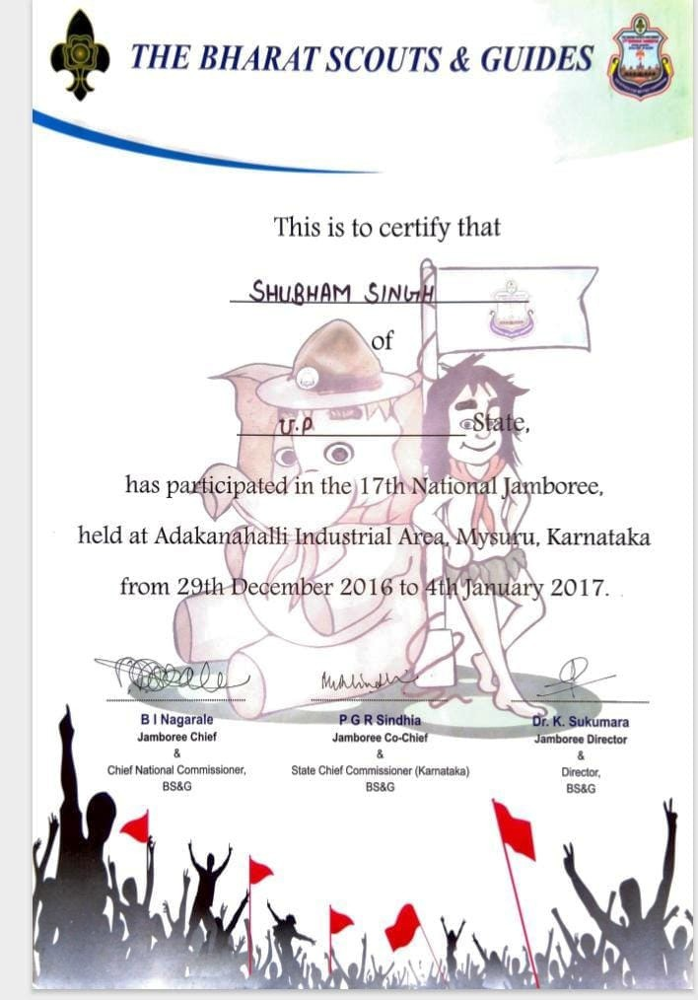 THE BHARAT SCOUTS & GUIDES
This is to certify that
SHUBHAM SINGH
of
U.P State,
has participated in the 17th National Jamboree,
held at Adakanahalli Industrial Area, Mysuru, Karnataka
from 29th December 2016 to 4th January 2017.
B I Nagarale
Jamboree Chief
&
Chief National Commissioner,
BS&G
P G R Sindhia
Jamboree Co-Chief
&
State Chief Commissioner (Karnataka)
BS&G
Dr. K. Sukumara
Jamboree Director
&
Director,
BS&G